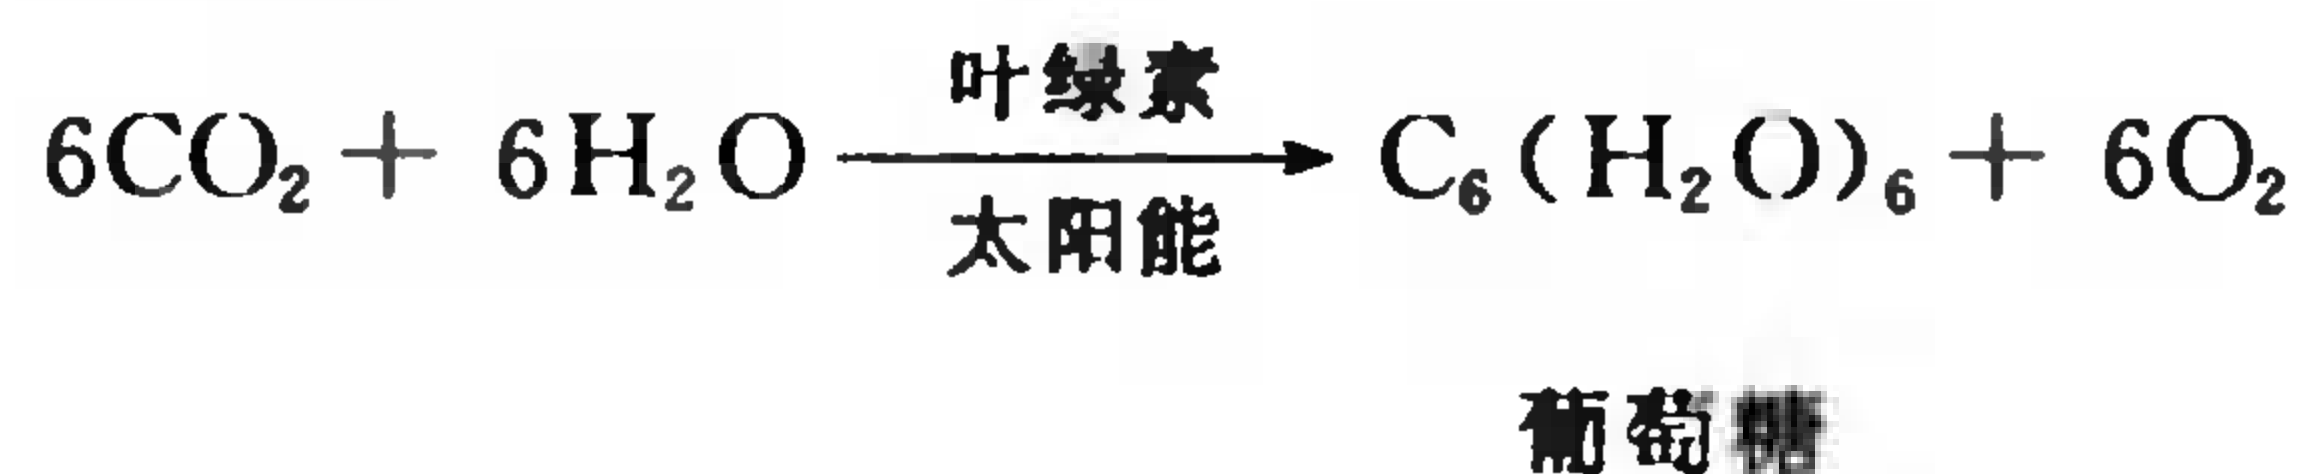 叶绿素
6CO₂ + 6H₂O ⟶ C₆(H₂O)₆ + 6O₂
太阳能
葡萄糖